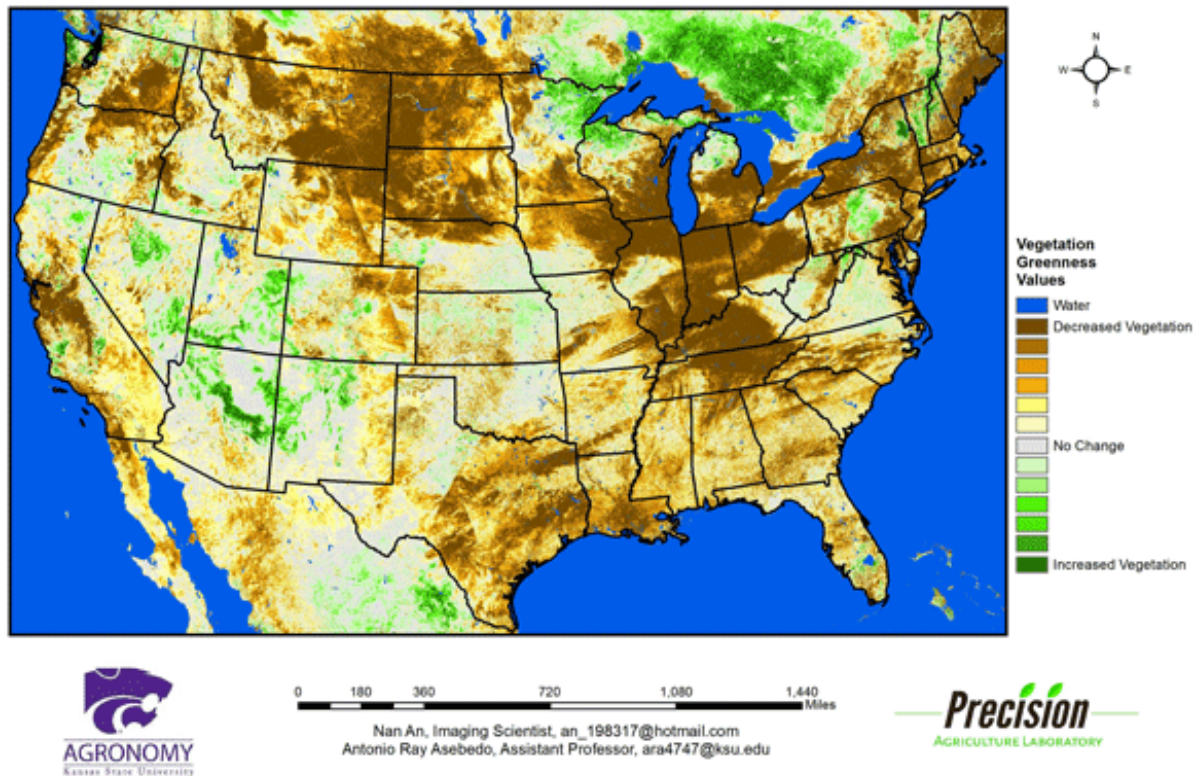 N
W
E
S
Vegetation
Greenness
Values
Water
Decreased Vegetation
No Change
Increased Vegetation
0 180 360 720 1,080 1,440
Miles
Nan An, Imaging Scientist, an_198317@hotmail.com
Antonio Ray Asebedo, Assistant Professor, ara4747@ksu.edu
AGRONOMY
Kansas State University
Precision
AGRICULTURE LABORATORY